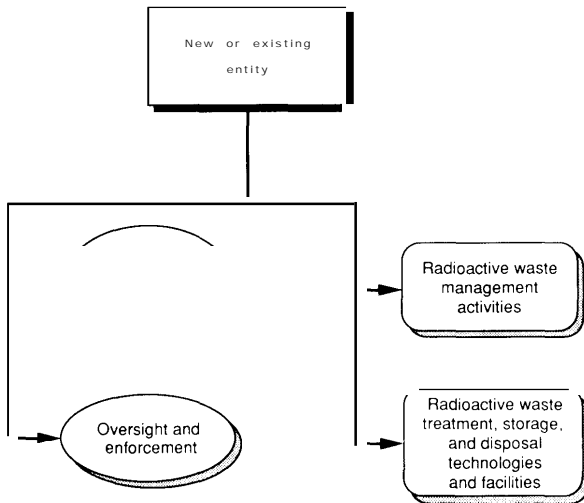 New or existing
entity
Radioactive waste
management
activities
Oversight and
enforcement
Radioactive waste
treatment, storage,
and disposal
technologies
and facilities